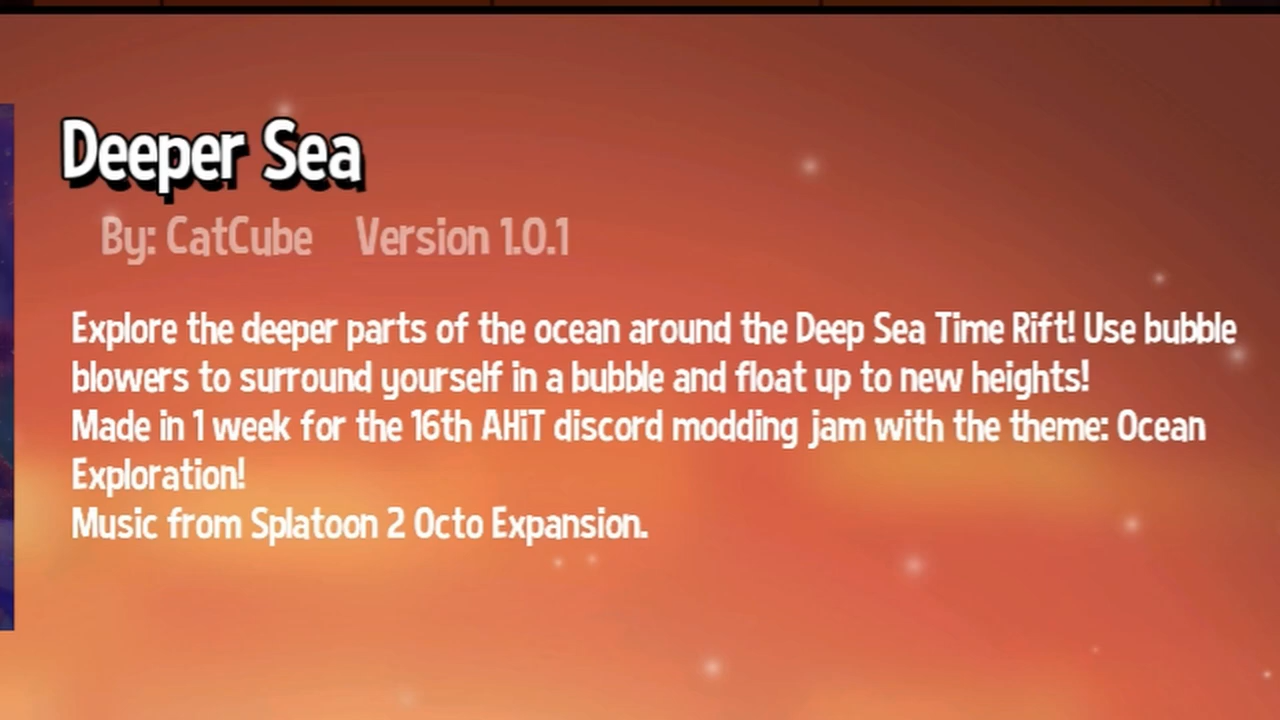 Deeper Sea
By: CatCube Version 1.0.1
Explore the deeper parts of the ocean around the Deep Sea Time Rift! Use bubble
blowers to surround yourself in a bubble and float up to new heights!
Made in 1 week for the 16th AHiT discord modding jam with the theme: Ocean
Exploration!
Music from Splatoon 2 Octo Expansion.